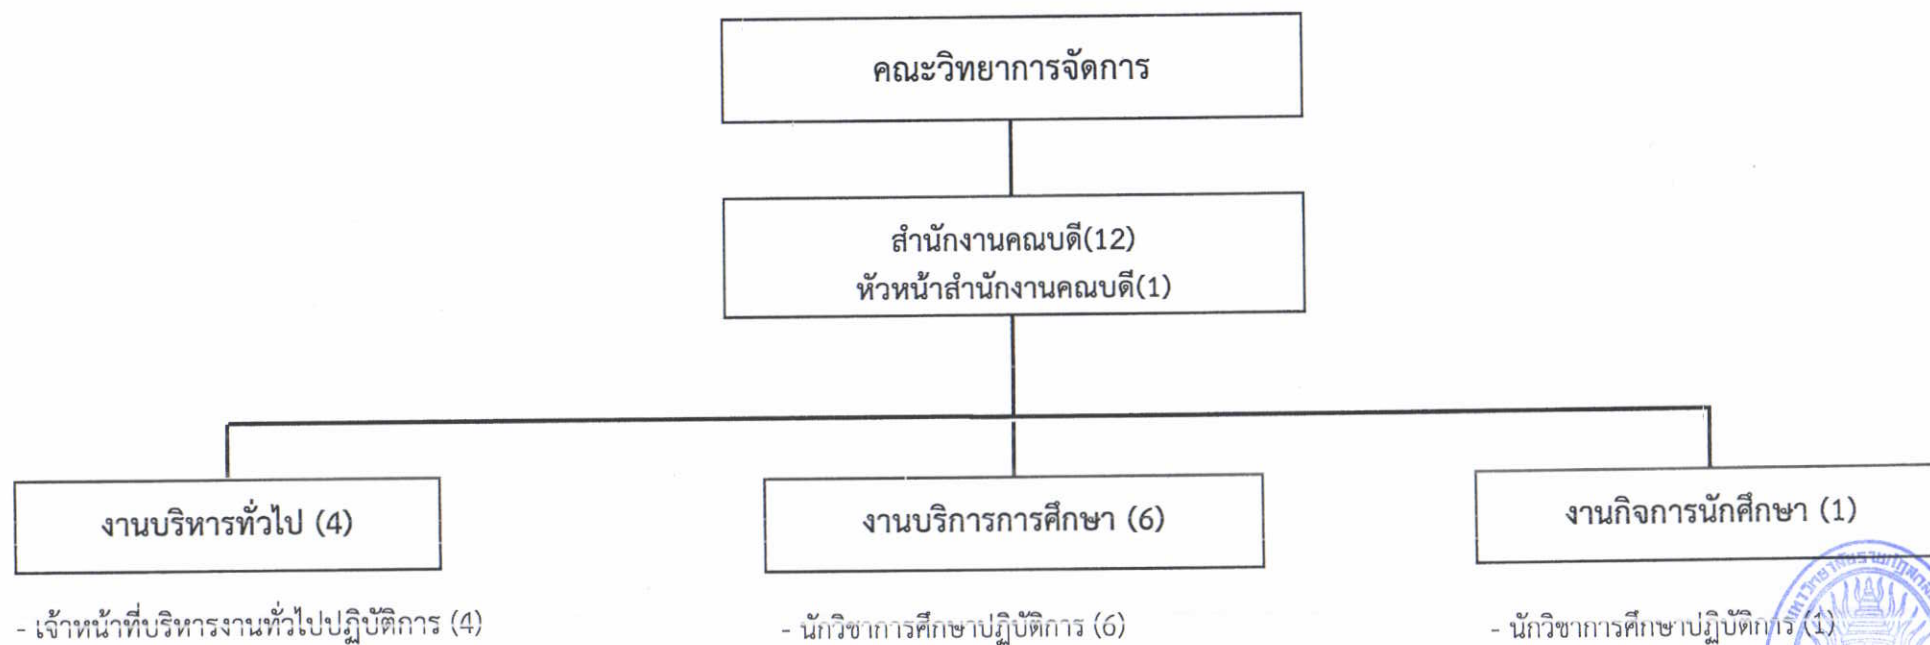 คณะวิทยาการจัดการ
สำนักงานคณบดี(12)
หัวหน้าสำนักงานคณบดี(1)
งานบริหารทั่วไป (4)
งานบริการการศึกษา (6)
งานกิจการนักศึกษา (1)
- เจ้าหน้าที่บริหารงานทั่วไปปฏิบัติการ (4)
- นักวิชาการศึกษาปฏิบัติการ (6)
- นักวิชาการศึกษาปฏิบัติการ (1)